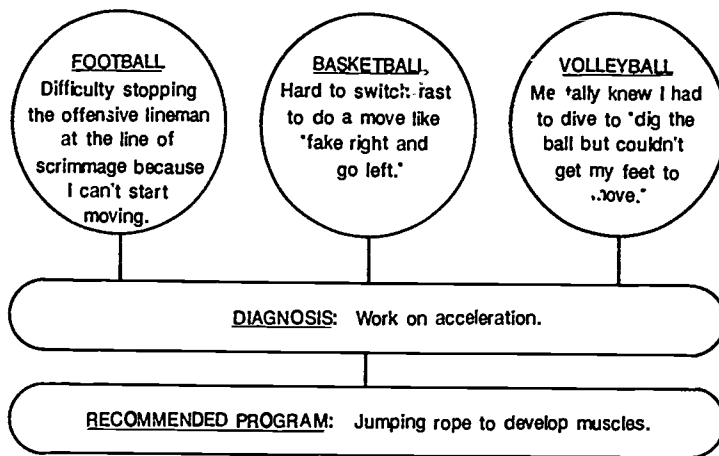 FOOTBALL
Difficulty stopping
the offensive lineman
at the line of
scrimmage because
I can't start
moving.
BASKETBALL
Hard to switch fast
to do a move like
"fake right and
go left."
VOLLEYBALL
Me tally knew I had
to dive to "dig the
ball but couldn't
get my feet to
move."
DIAGNOSIS: Work on acceleration.
RECOMMENDED PROGRAM: Jumping rope to develop muscles.